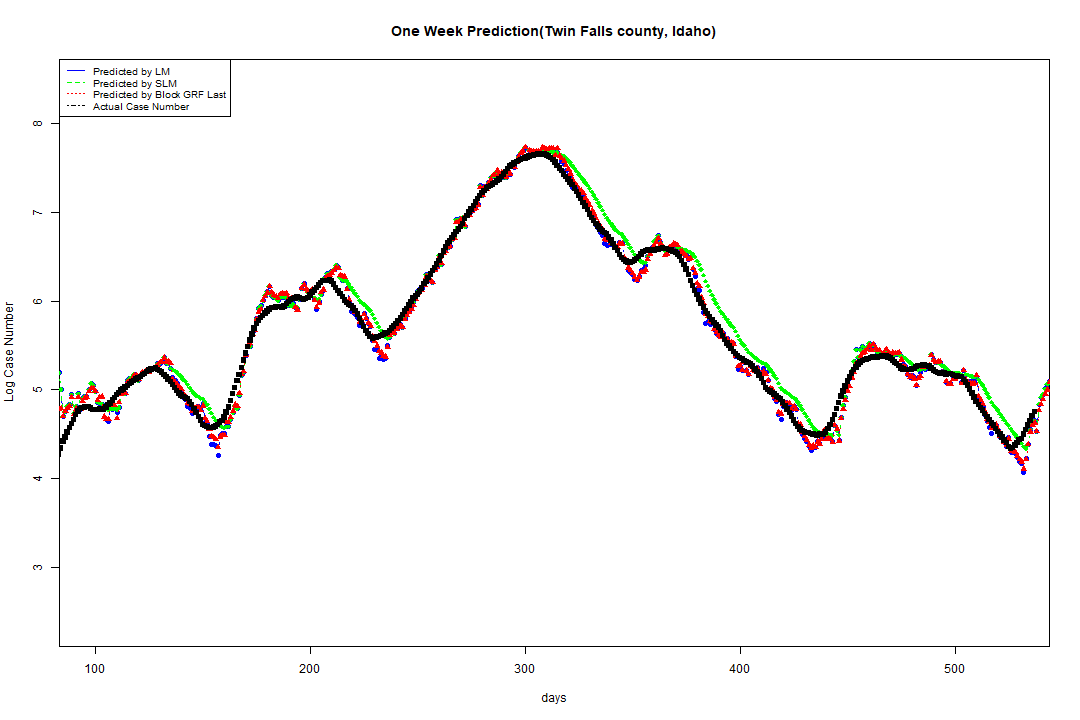 One Week Prediction(Twin Falls county, Idaho)
Predicted by LM
Predicted by SLM
Predicted by Block GRF Last
Actual Case Number
Log Case Number
8
7
6
5
4
3
100 200 300 400 500
days